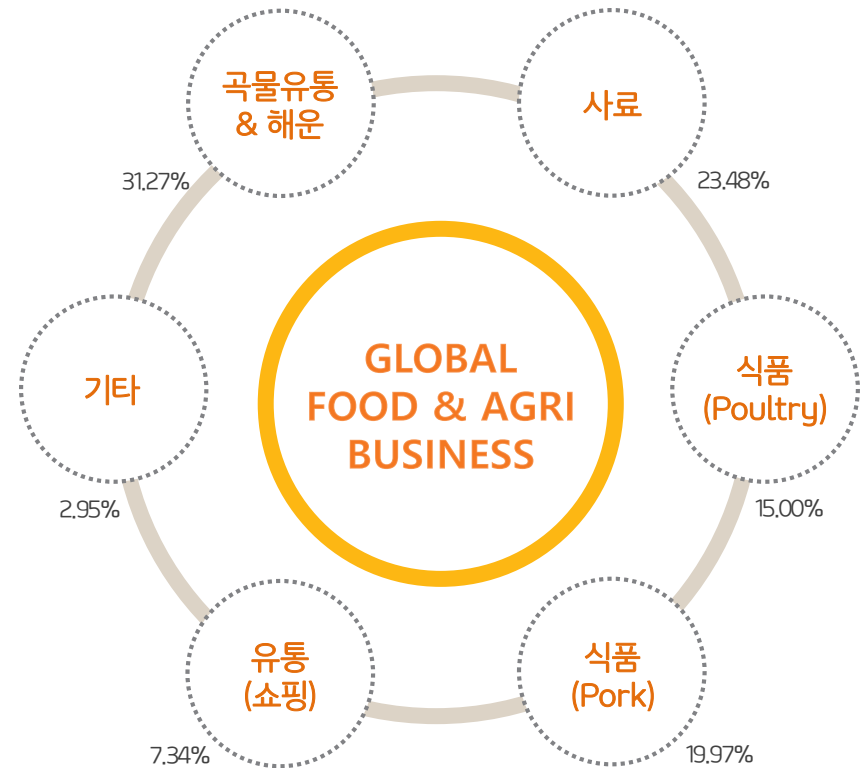 곡물유통
& 해운
31.27%
사료
23.48%
식품
(Poultry)
15.00%
식품
(Pork)
19.97%
유통
(쇼핑)
7.34%
기타
2.95%
GLOBAL
FOOD & AGRI
BUSINESS